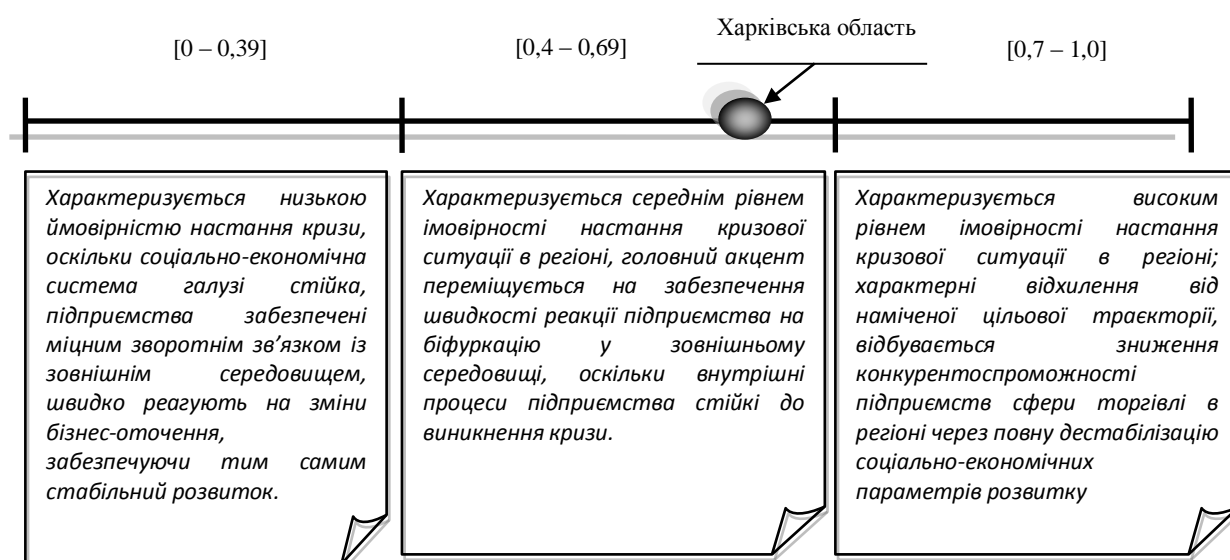 Харківська область
[0 – 0,39]
[0,4 – 0,69]
[0,7 – 1,0]
Характеризується низькою
ймовірністю настання кризи,
оскільки соціально-економічна
система галузі стійка,
підприємства забезпечені
міцним зворотнім зв’язком із
зовнішнім середовищем,
швидко реагують на зміни
бізнес-оточення,
забезпечуючи тим самим
стабільний розвиток.
Характеризується середнім рівнем
імовірності настання кризової
ситуації в регіоні, головний акцент
переміщується на забезпечення
швидкості реакції підприємства на
біфуркацію у зовнішньому
середовищі, оскільки внутрішні
процеси підприємства стійкі до
виникнення кризи.
Характеризується високим
рівнем імовірності настання
кризової ситуації в регіоні;
характерні відхилення від
наміченої цільової траєкторії,
відбувається зниження
конкурентоспроможності
підприємств сфери торгівлі в
регіоні через повну дестабілізацію
соціально-економічних
параметрів розвитку